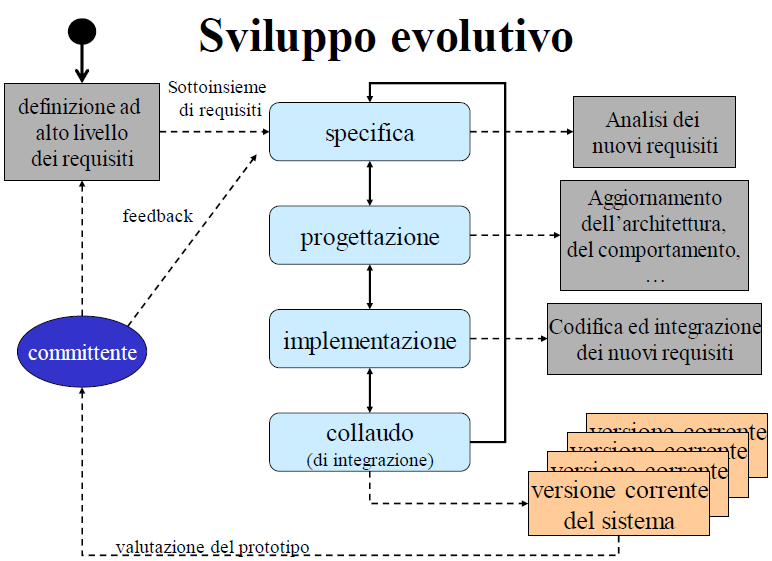 Sviluppo evolutivo
definizione ad
alto livello
dei requisiti
Sottoinsieme
di requisiti
specifica
Analisi dei
nuovi requisiti
feedback
progettazione
Aggiornamento
dell'architettura,
del comportamento,
…
committente
implementazione
Codifica ed integrazione
dei nuovi requisiti
collaudo
(di integrazione)
versione corrente
versione corrente
versione corrente
versione corrente
del sistema
valutazione del prototipo